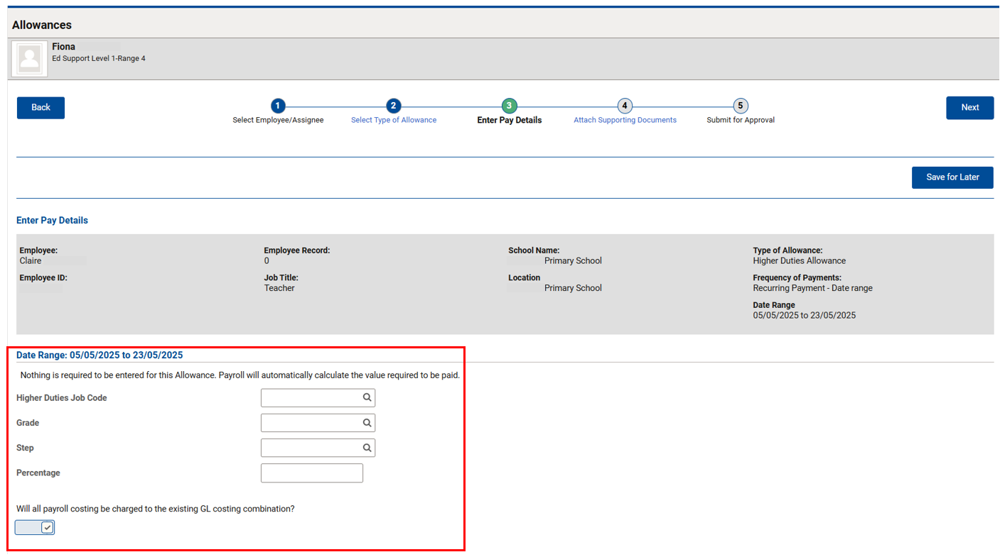 Allowances
Fiona
Ed Support Level 1-Range 4
Back
1 2 3 4 5
Select Employee/Assignee Select Type of Allowance Enter Pay Details Attach Supporting Documents Submit for Approval
Next
Save for Later
Enter Pay Details
Employee: Employee Record: School Name: Type of Allowance:
Claire 0 Primary School Higher Duties Allowance
Employee ID: Job Title: Location Frequency of Payments:
Teacher Primary School Recurring Payment - Date range
Date Range
05/05/2025 to 23/05/2025
Date Range: 05/05/2025 to 23/05/2025
Nothing is required to be entered for this Allowance. Payroll will automatically calculate the value required to be paid.
Higher Duties Job Code
Grade
Step
Percentage
Will all payroll costing be charged to the existing GL costing combination?